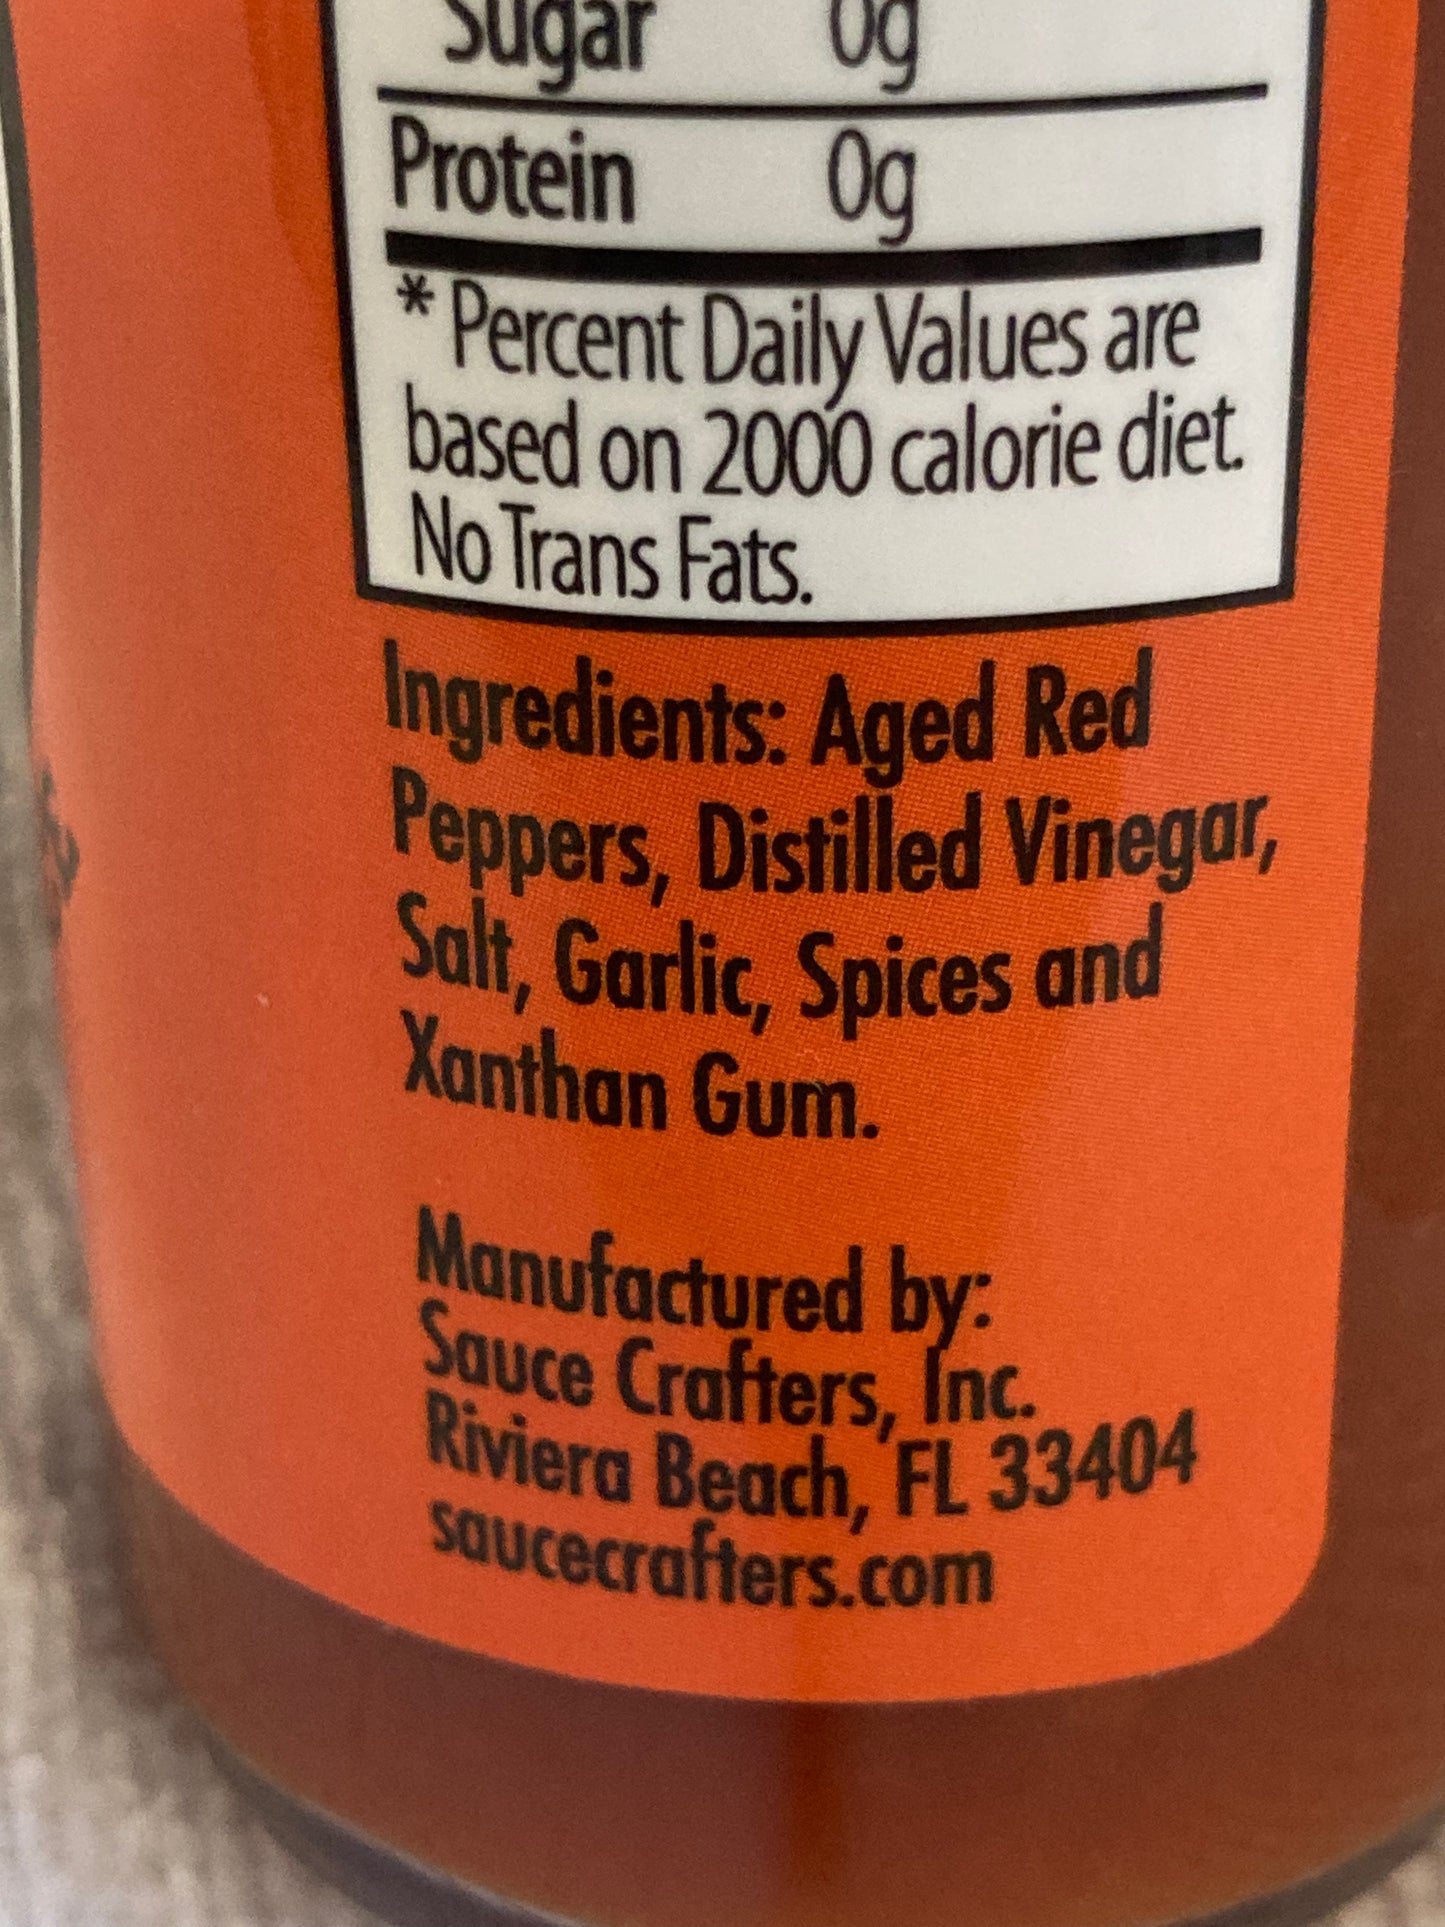 Sugar 0g
Protein 0g
* Percent Daily Values are
based on 2000 calorie diet.
No Trans Fats.
Ingredients: Aged Red
Peppers, Distilled Vinegar,
Salt, Garlic, Spices and
Xanthan Gum.
Manufactured by:
Sauce Crafters, Inc.
Riviera Beach, FL 33404
saucecrafters.com